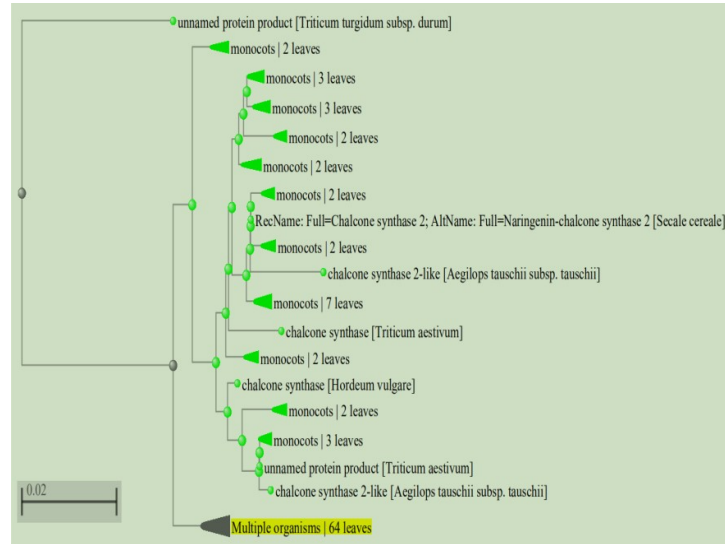 unnamed protein product [Triticum turgidum subsp. durum]
monocots | 2 leaves
monocots | 3 leaves
monocots | 3 leaves
monocots | 2 leaves
monocots | 2 leaves
monocots | 2 leaves
RecName: Full=Chalcone synthase 2; AltName: Full=Naringenin-chalcone synthase 2 [Secale cereale]
monocots | 2 leaves
chalcone synthase 2-like [Aegilops tauschii subsp. tauschii]
monocots | 7 leaves
chalcone synthase [Triticum aestivum]
monocots | 2 leaves
chalcone synthase [Hordeum vulgare]
monocots | 2 leaves
monocots | 3 leaves
unnamed protein product [Triticum aestivum]
chalcone synthase 2-like [Aegilops tauschii subsp. tauschii]
0.02
Multiple organisms | 64 leaves